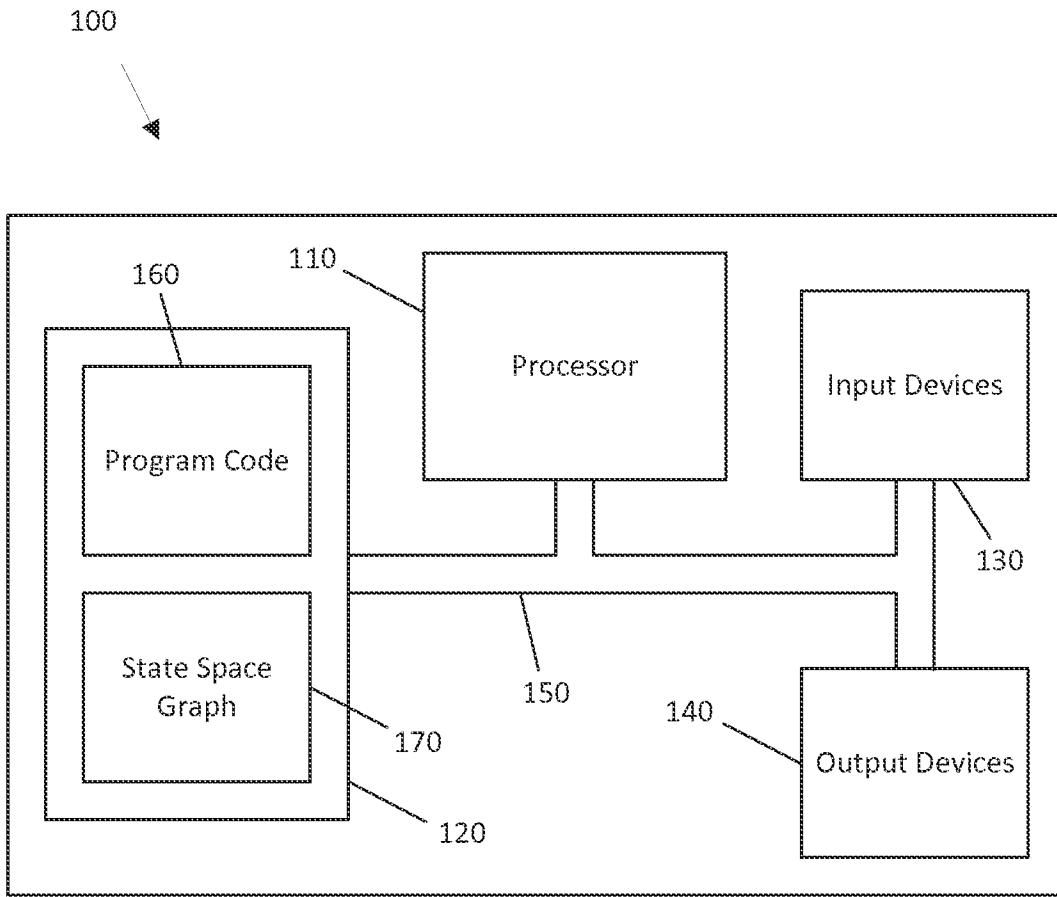 100
160
110
Processor
Input Devices
Program Code
130
State Space
Graph
150
170
140
Output Devices
120